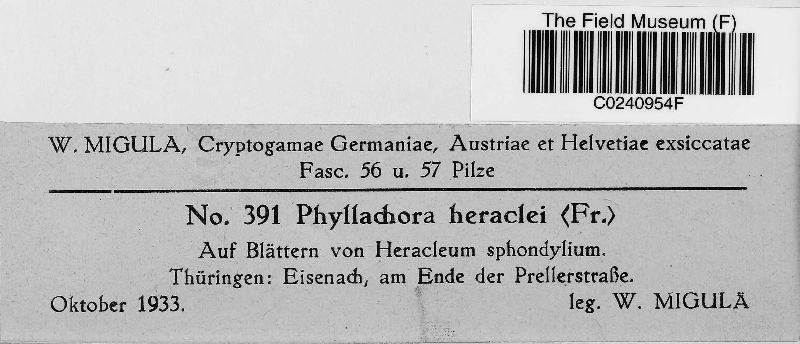 The Field Museum (F)
C0240954F
W. MIGULA, Cryptogamae Germaniae, Austriae et Helvetiae exsiccatae
Fasc. 56 u. 57 Pilze
No. 391 Phyllachora heraclei (Fr.)
Auf Blättern von Heracleum sphondylium.
Thüringen: Eisenach, am Ende der Prellerstraße.
Oktober 1933. leg. W. MIGULA